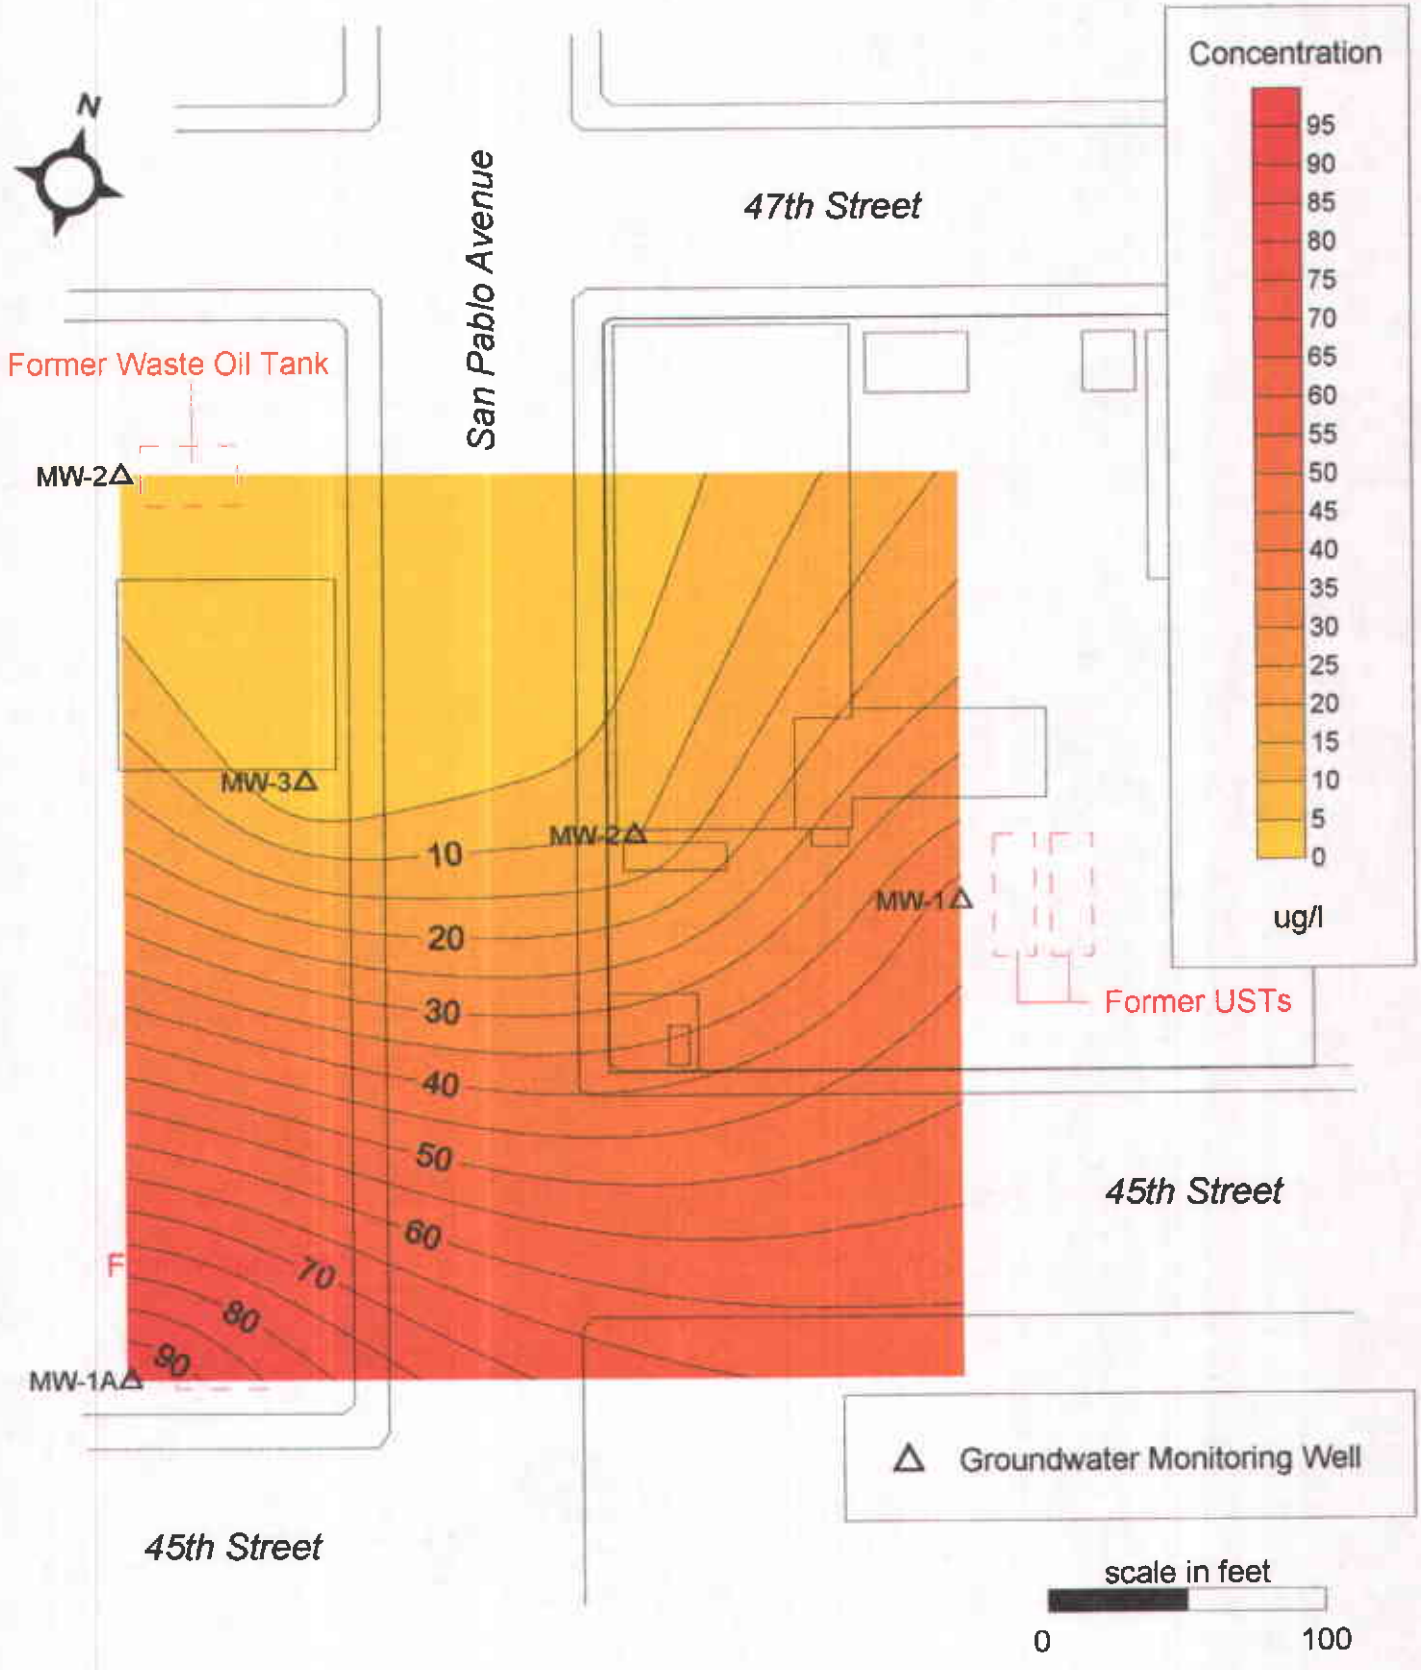 Concentration
95
90
85
80
75
70
65
60
55
50
45
40
35
30
25
20
15
10
5
0
ug/l
N
San Pablo Avenue
47th Street
Former Waste Oil Tank
MW-2
MW-3
MW-2
MW-1
10
20
30
40
50
60
70
80
90
Former USTs
45th Street
F
MW-1A
Groundwater Monitoring Well
45th Street
scale in feet
0 100